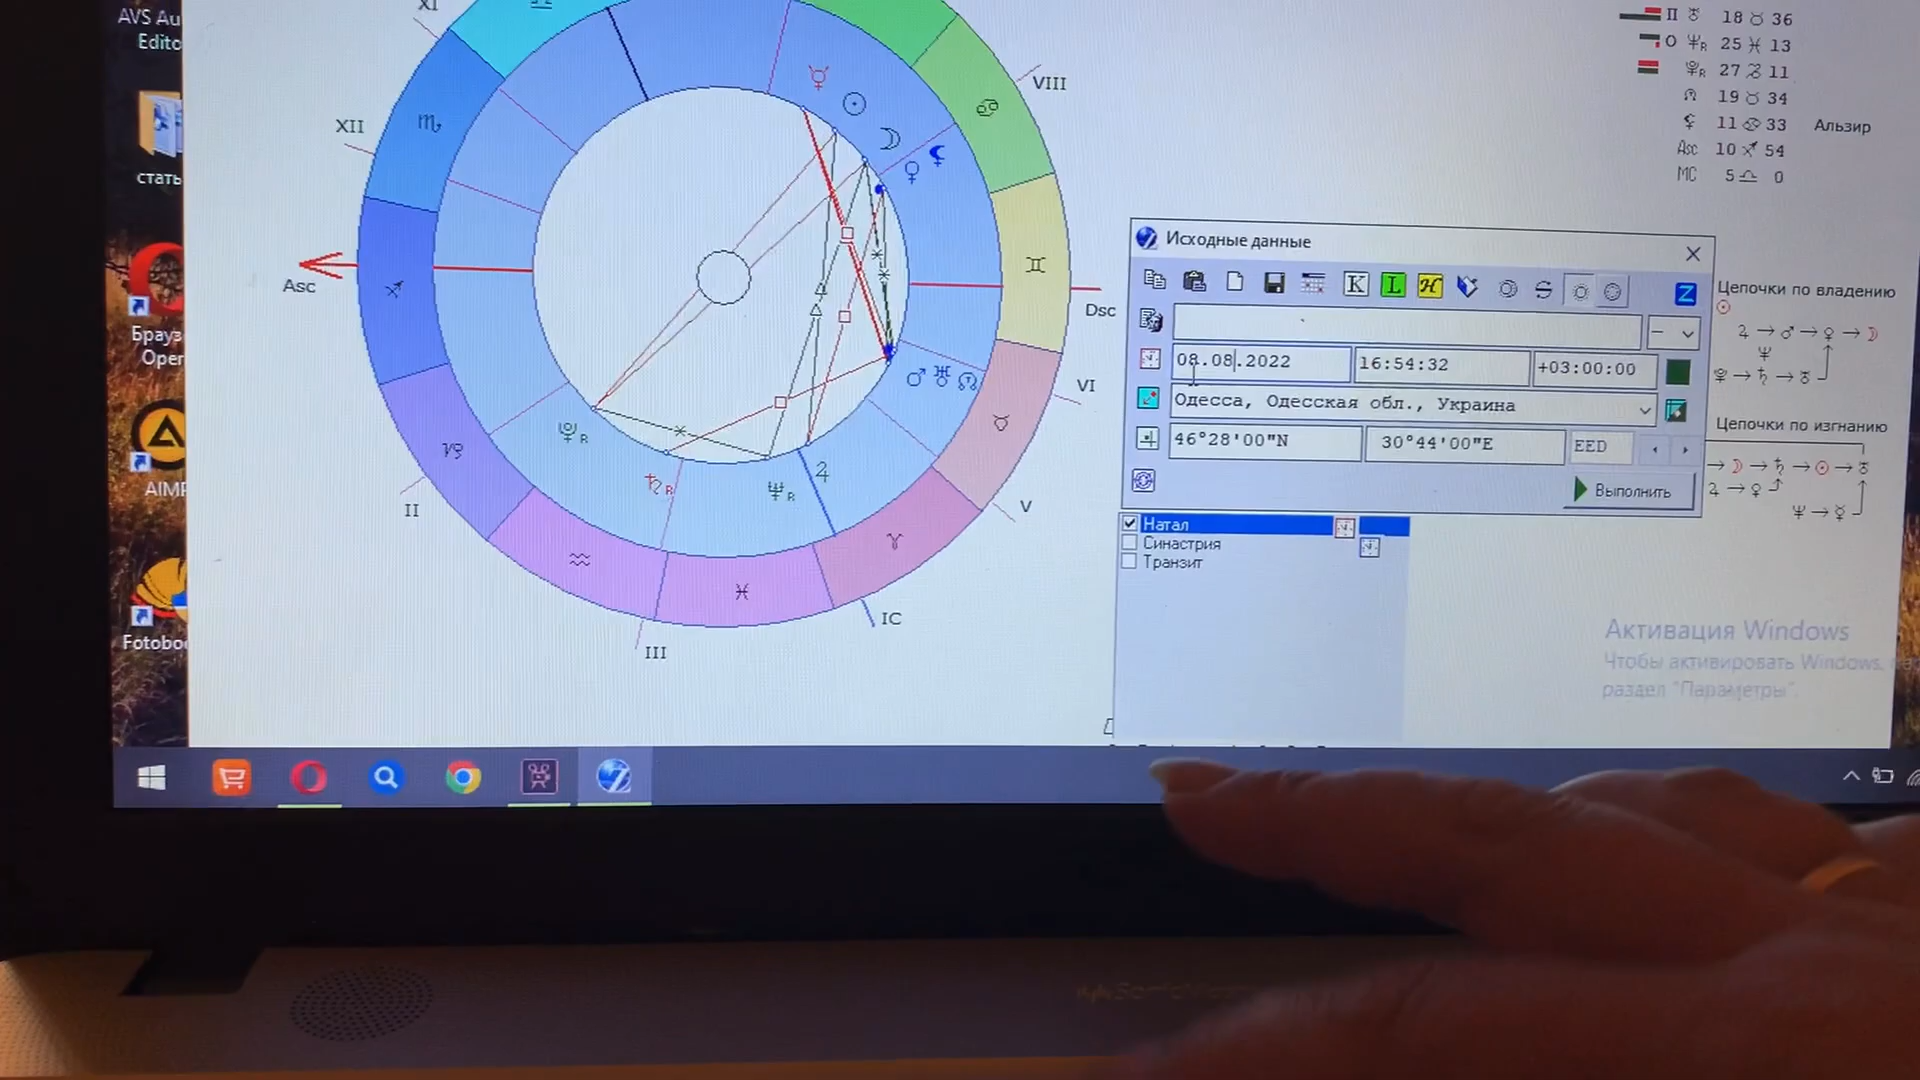 AVS Au
Edito
стать
Брауз
Oper
AIMP
Fotobo
XI
XII
VIII
Asc
Dsc
VI
V
II
IC
III
R
R
R
II 18 36
O R 25 13
R 27 11
19 34
11 33 Альзир
Asc 10 54
MC 5 0
Исходные данные
K L H Z
08.08.2022 16:54:32 +03:00:00
Одесса, Одесская обл., Украина
46°28'00"N 30°44'00"E EED
Выполнить
Натал
Синастрия
Транзит
Цепочки по владению
Цепочки по изгнанию
Активация Windows
Чтобы активировать Windows,
раздел "Параметры".